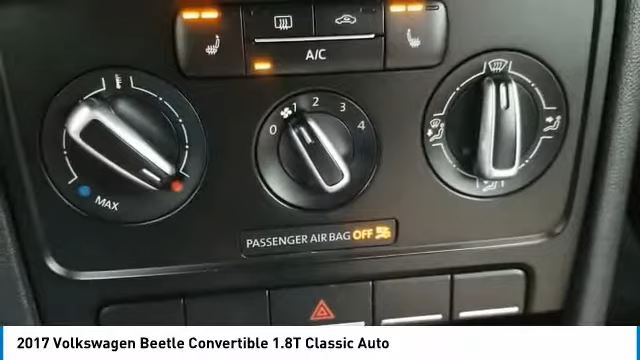 A/C
0 1 2 3 4
MAX
PASSENGER AIR BAG OFF
2017 Volkswagen Beetle Convertible 1.8T Classic Auto